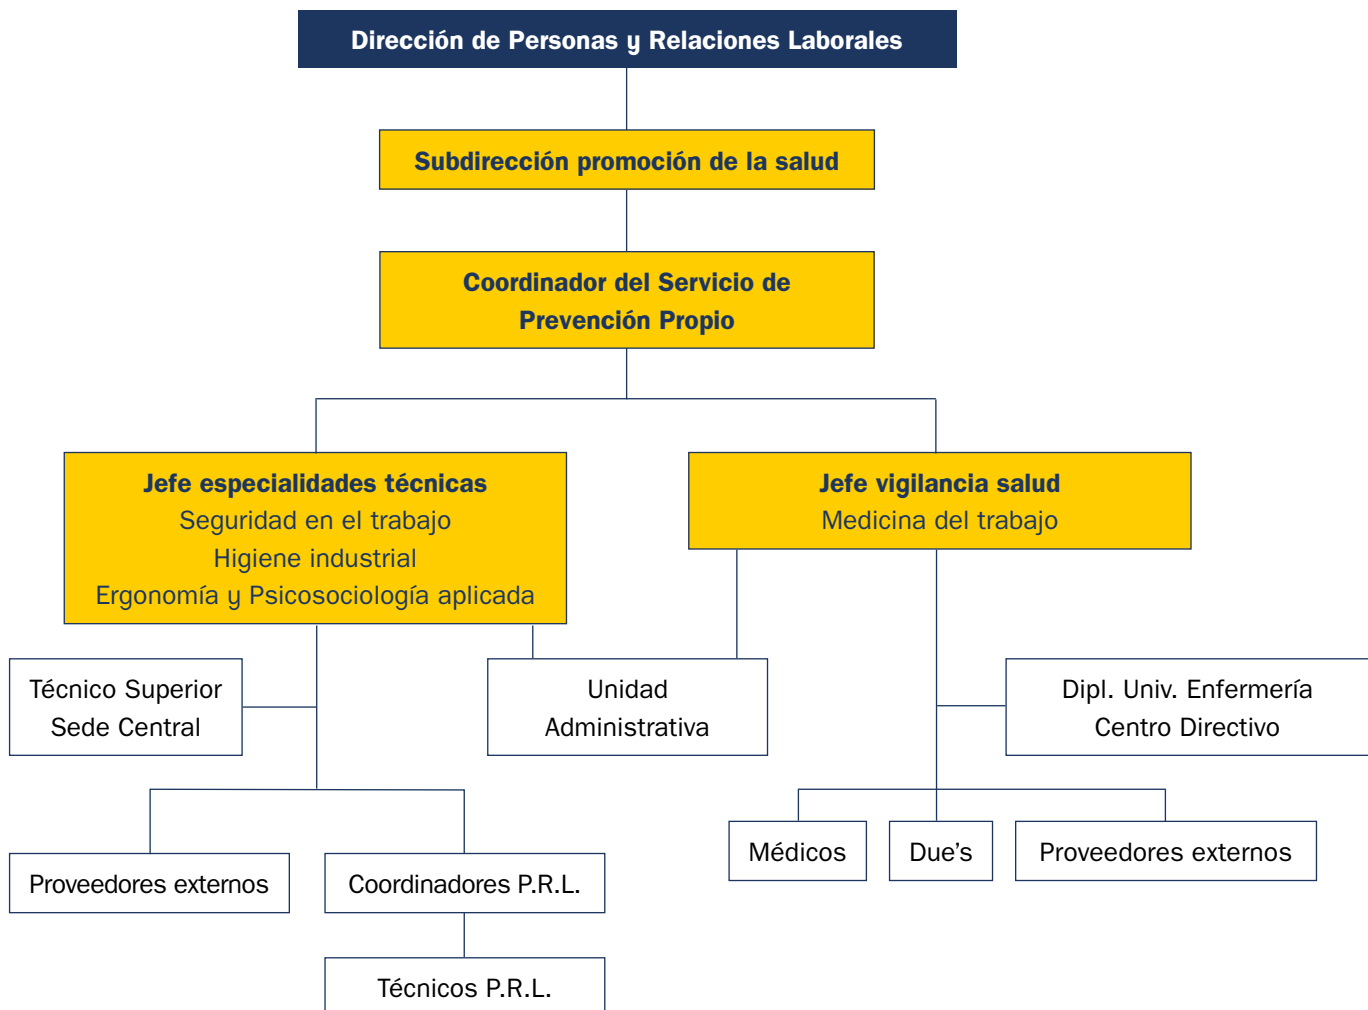 Dirección de Personas y Relaciones Laborales
Subdirección promoción de la salud
Coordinador del Servicio de
Prevención Propio
Jefe especialidades técnicas
Seguridad en el trabajo
Higiene industrial
Ergonomía y Psicosociología aplicada
Jefe vigilancia salud
Medicina del trabajo
Técnico Superior
Sede Central
Unidad
Administrativa
Dipl. Univ. Enfermería
Centro Directivo
Proveedores externos
Coordinadores P.R.L.
Médicos
Due's
Proveedores externos
Técnicos P.R.L.